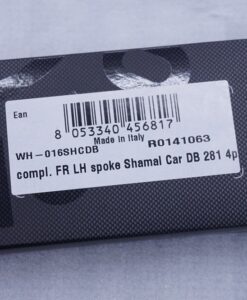 Ean
8 053340 456817
Made in Italy
WH-016SHCDB R0141063
compl. FR LH spoke Shamal Car DB 281 4p